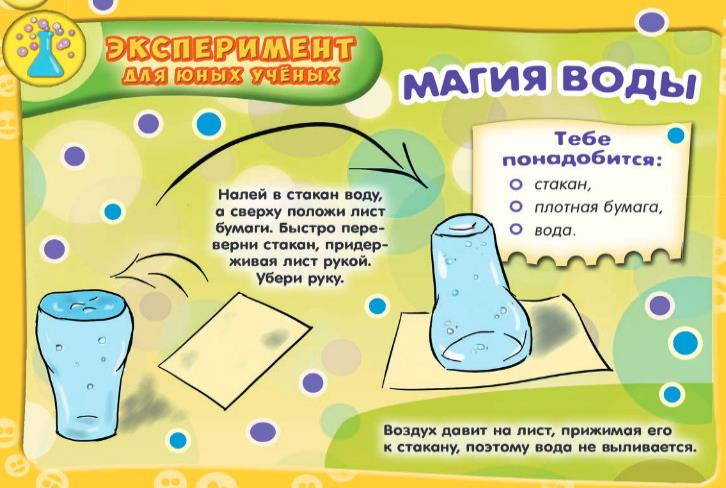 ЭКСПЕРИМЕНТ
ДЛЯ ЮНЫХ УЧЁНЫХ
МАГИЯ ВОДЫ
Тебе
понадобится:
стакан,
плотная бумага,
вода.
Налей в стакан воду,
а сверху положи лист
бумаги. Быстро пере-
верни стакан, придер-
живая лист рукой.
Убери руку.
Воздух давит на лист, прижимая его
к стакану, поэтому вода не выливается.